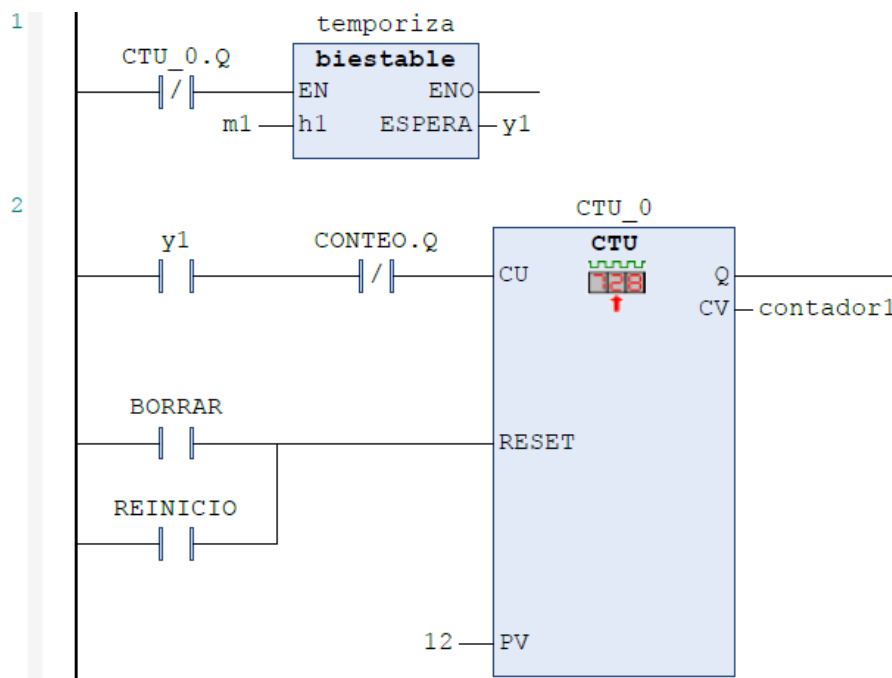 1
temporiza
CTU_0.Q
biestable
/
EN ENO
m1 h1 ESPERA y1
2
CTU_0
y1 CONTEO.Q CTU
/
CU 728 Q
CV contador1
BORRAR
RESET
REINICIO
12 PV